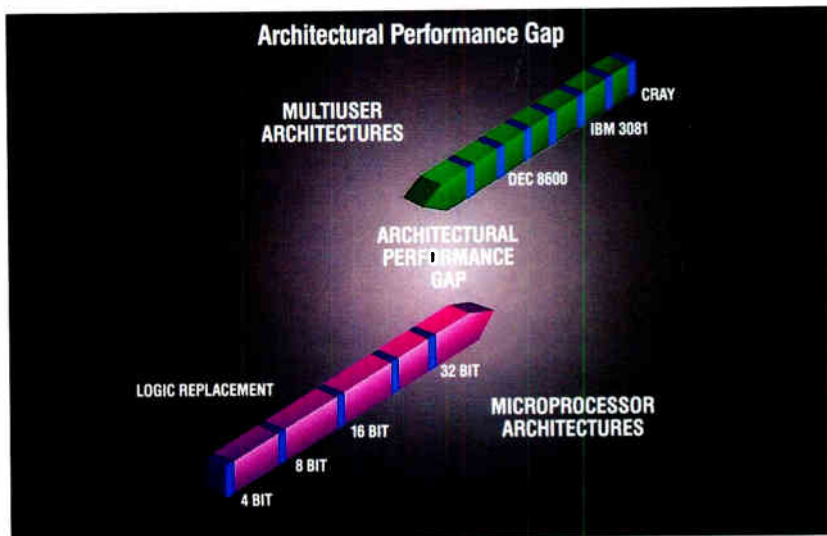 Architectural Performance Gap
MULTIUSER
ARCHITECTURES
CRAY
IBM 3081
DEC 8600
ARCHITECTURAL
PERFORMANCE
GAP
LOGIC REPLACEMENT
32 BIT
16 BIT
8 BIT
4 BIT
MICROPROCESSOR
ARCHITECTURES